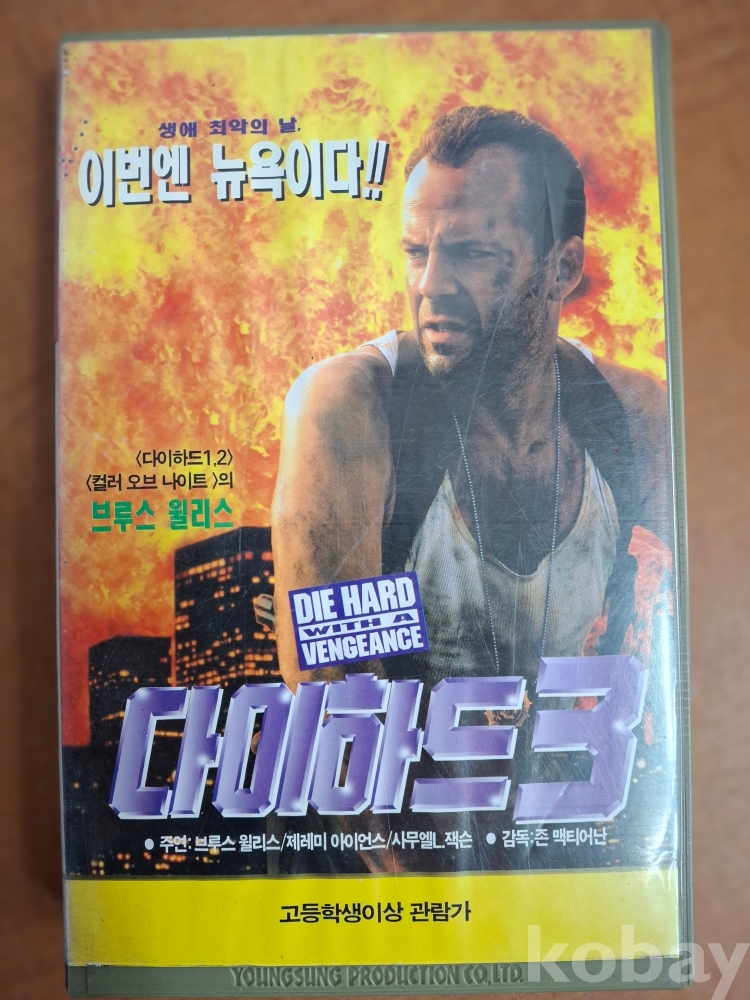 생애 최악의 날,
이번엔 뉴욕이다!!
〈다이하드1,2〉
〈컬러 오브 나이트 〉의
브루스 윌리스
DIE HARD
WITH A
VENGEANCE
다이하드3
● 주연: 브루스 윌리스/제레미 아이언스/사무엘L.잭슨 ● 감독:존 맥티어난
고등학생이상 관람가
YOUNGSUNG PRODUCTION CO.,LTD.
kobay